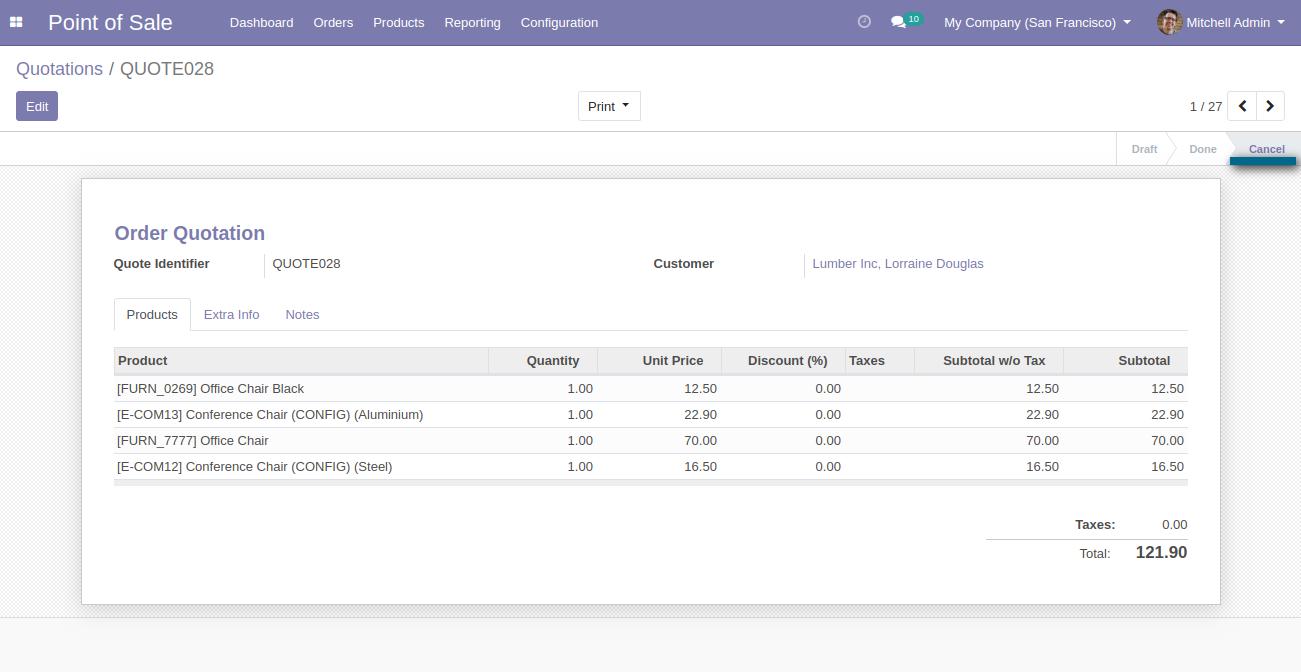 Point of Sale Dashboard Orders Products Reporting Configuration 10 My Company (San Francisco) Mitchell Admin
Quotations / QUOTE028
Edit Print 1 / 27
Draft Done Cancel
Order Quotation
Quote Identifier QUOTE028 Customer Lumber Inc, Lorraine Douglas
Products Extra Info Notes
Product Quantity Unit Price Discount (%) Taxes Subtotal w/o Tax Subtotal
[FURN_0269] Office Chair Black 1.00 12.50 0.00 12.50 12.50
[E-COM13] Conference Chair (CONFIG) (Aluminium) 1.00 22.90 0.00 22.90 22.90
[FURN_7777] Office Chair 1.00 70.00 0.00 70.00 70.00
[E-COM12] Conference Chair (CONFIG) (Steel) 1.00 16.50 0.00 16.50 16.50
Taxes: 0.00
Total: 121.90